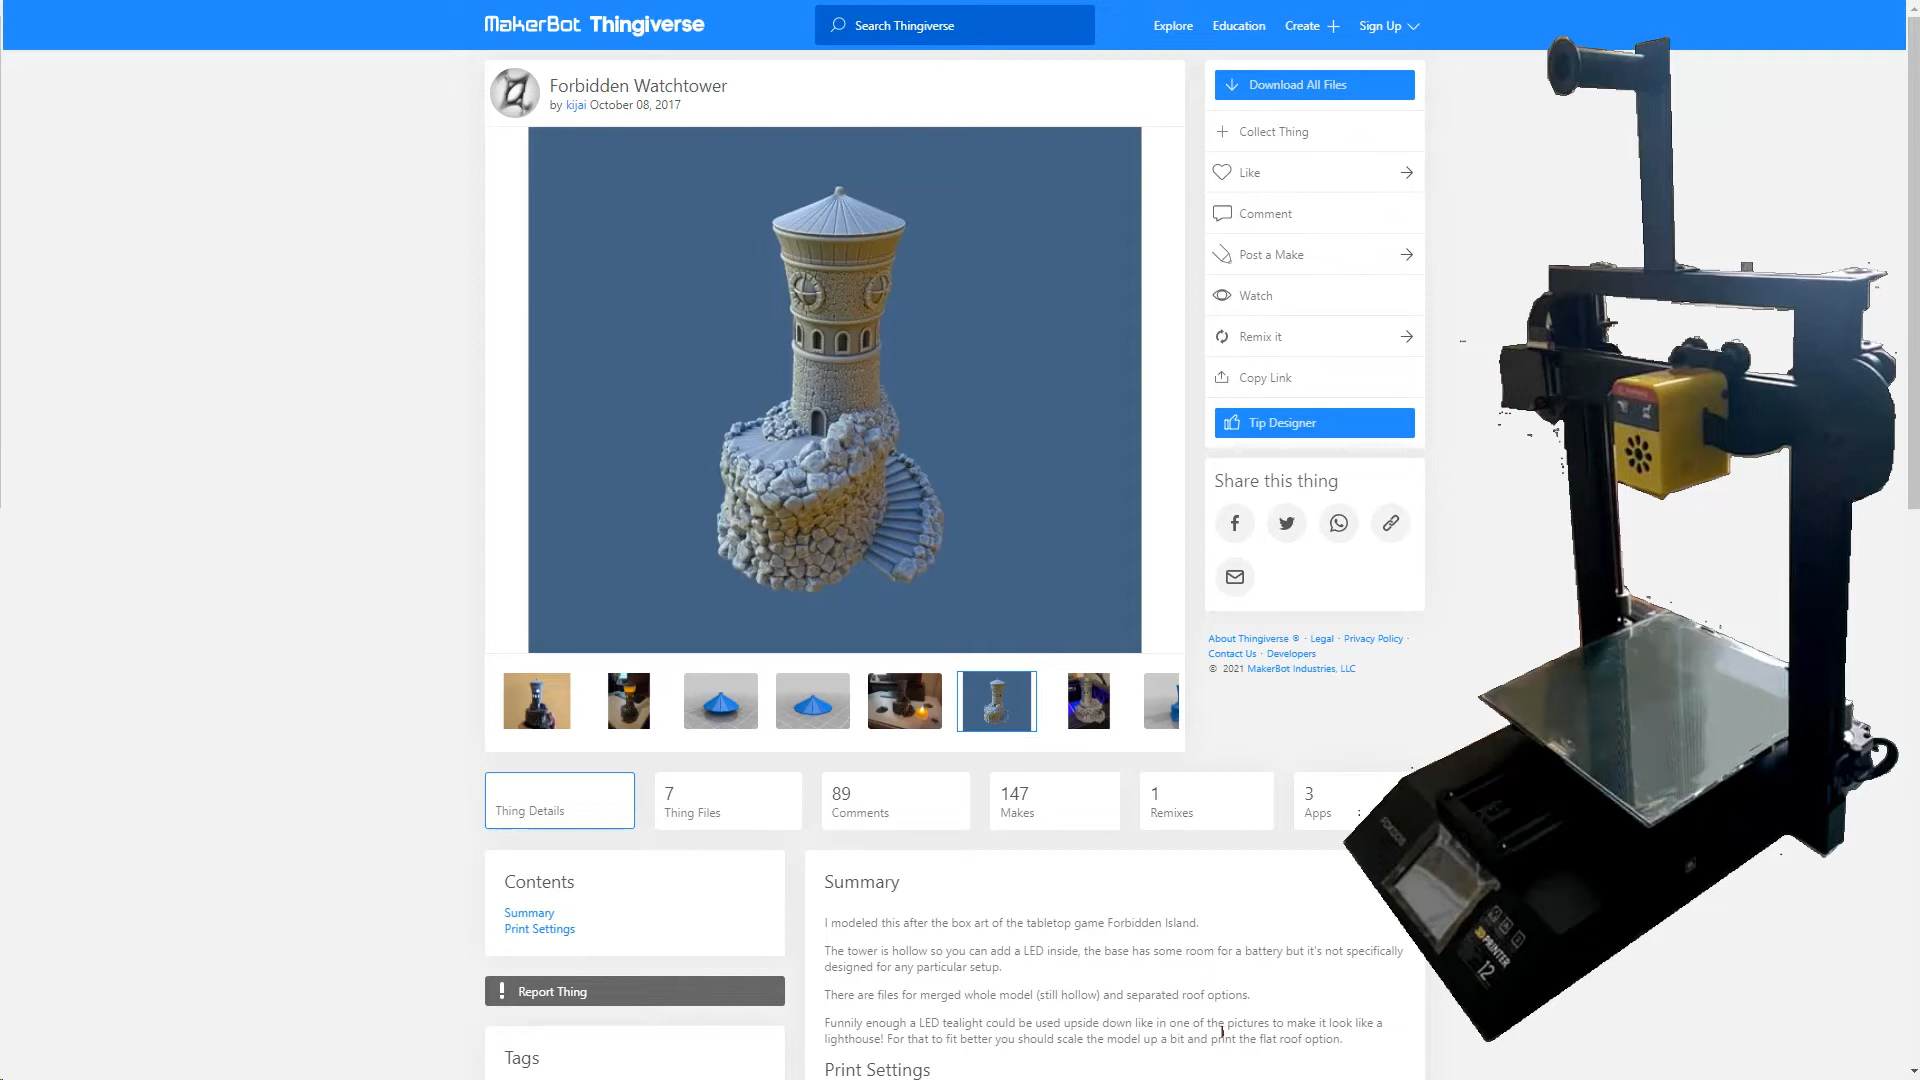 MakerBot Thingiverse
Search Thingiverse
Explore
Education
Create
Sign Up
Forbidden Watchtower
by kijai October 08, 2017
Download All Files
Collect Thing
Like
Comment
Post a Make
Watch
Remix it
Copy Link
Tip Designer
Share this thing
About Thingiverse ® · Legal · Privacy Policy ·
Contact Us · Developers
© 2021 MakerBot Industries, LLC
Thing Details
7
Thing Files
89
Comments
147
Makes
1
Remixes
3
Apps
Contents
Summary
Print Settings
Report Thing
Tags
Summary
I modeled this after the box art of the tabletop game Forbidden Island.
The tower is hollow so you can add a LED inside, the base has some room for a battery but it's not specifically
designed for any particular setup.
There are files for merged whole model (still hollow) and separated roof options.
Funnily enough a LED tealight could be used upside down like in one of the pictures to make it look like a
lighthouse! For that to fit better you should scale the model up a bit and print the flat roof option.
Print Settings
3D PRINTER
12